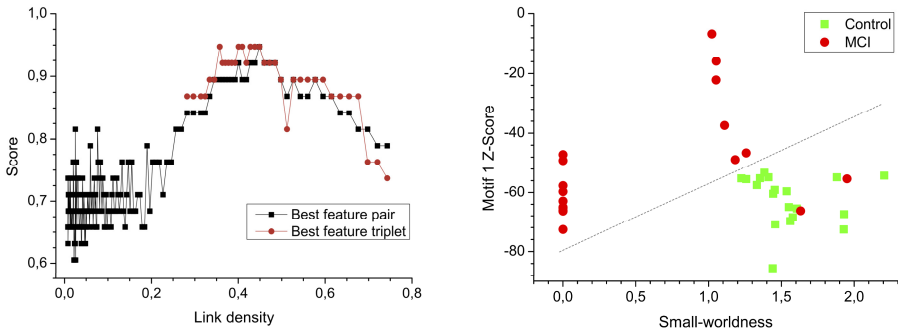 1,0
0,9
0,8
0,7
0,6
Score
0,0 0,2 0,4 0,6 0,8
Link density
Best feature pair
Best feature triplet
0
-20
-40
-60
-80
Motif 1 Z-Score
0,0 0,5 1,0 1,5 2,0
Small-worldness
Control
MCI